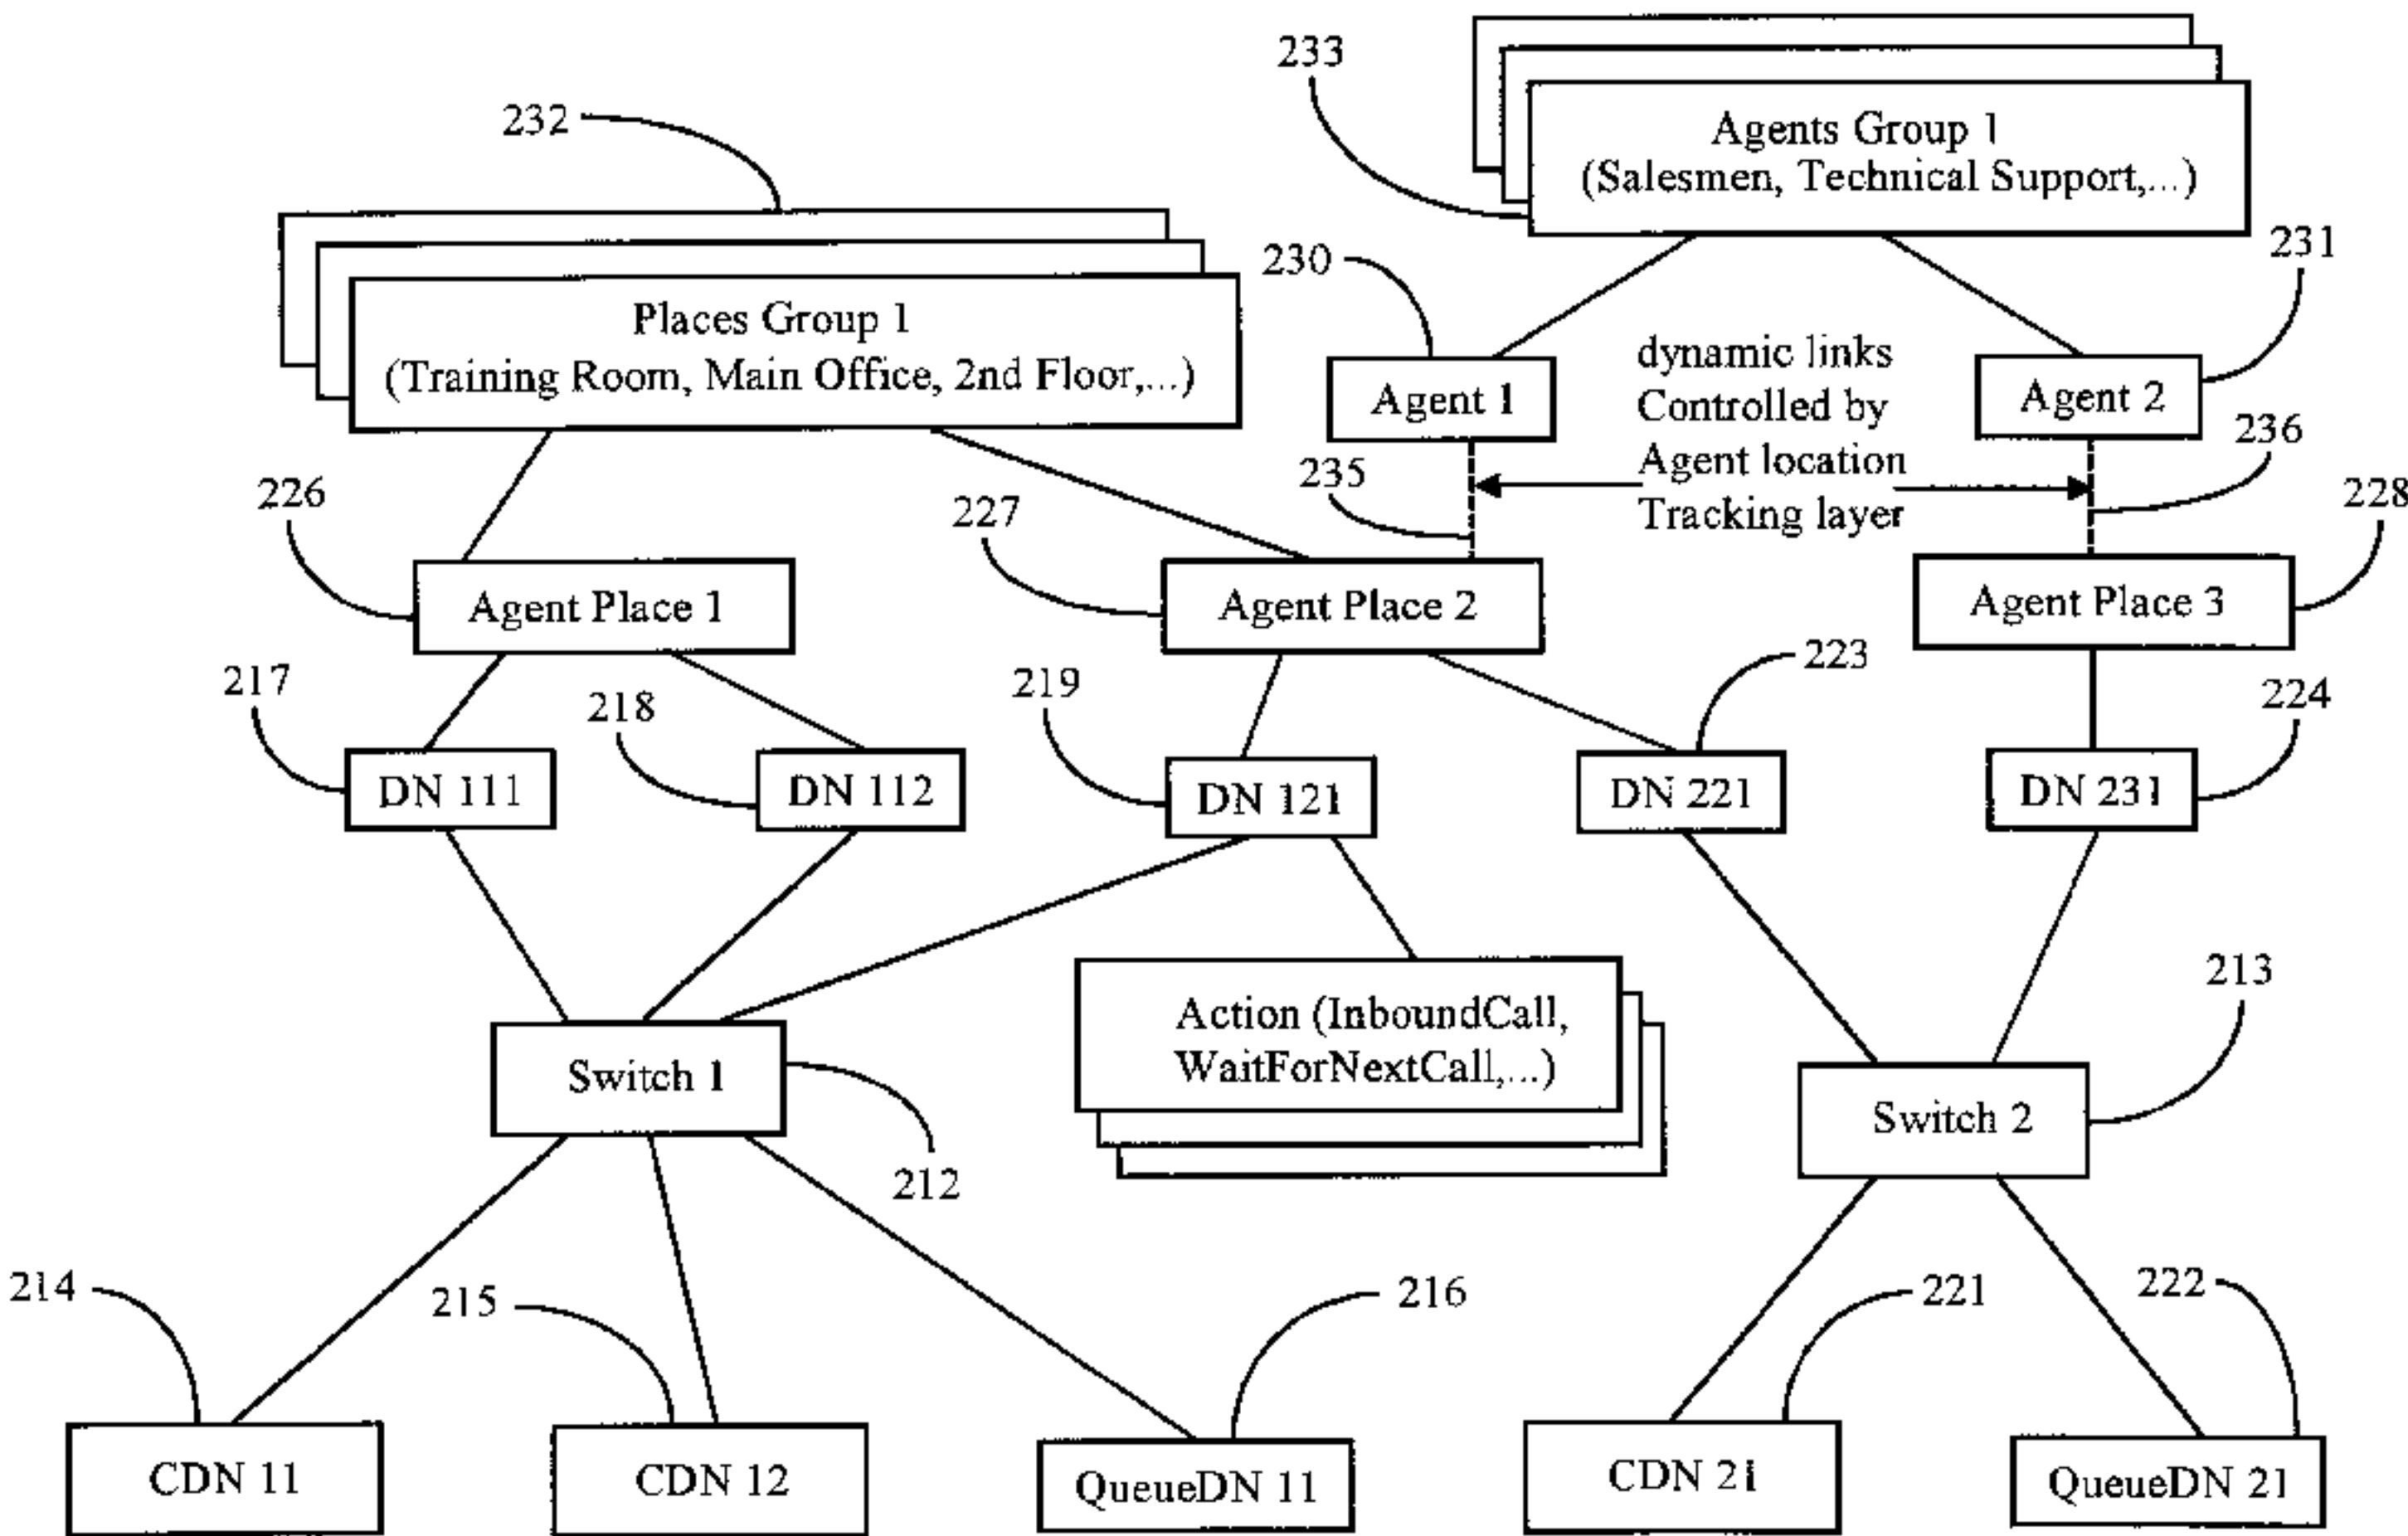 233
Agents Group 1
(Salesmen, Technical Support,...)
232
230
231
Places Group 1
(Training Room, Main Office, 2nd Floor,...)
Agent 1
dynamic links
Controlled by
Agent location
Tracking layer
Agent 2
236
235
226
227
228
Agent Place 1
Agent Place 2
Agent Place 3
217
218
219
223
224
DN 111
DN 112
DN 121
DN 221
DN 231
213
Switch 1
Action (InboundCall,
WaitForNextCall,...)
Switch 2
212
214
215
216
221
222
CDN 11
CDN 12
QueueDN 11
CDN 21
QueueDN 21